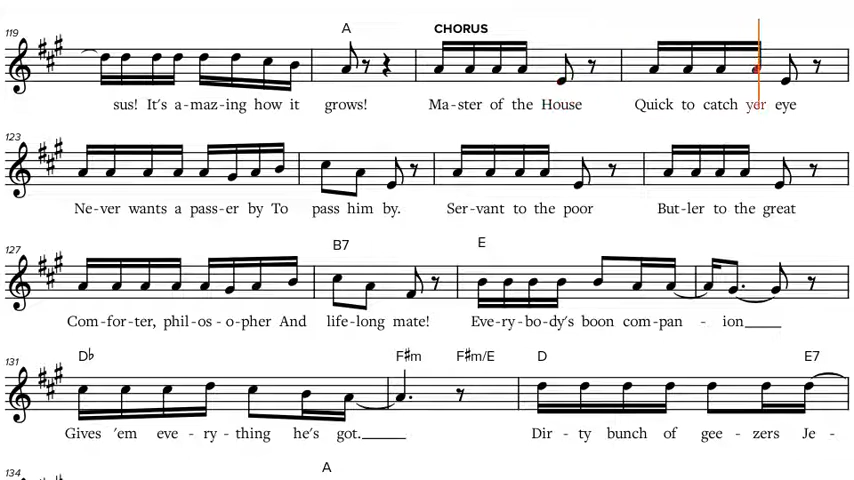 119
A
CHORUS
sus! It's a-maz-ing how it grows! Ma-ster of the House Quick to catch yer eye
123
Ne-ver wants a pass-er by To pass him by. Ser-vant to the poor But-ler to the great
127
B7 E
Com-for-ter, phil-os-o-pher And life-long mate! Eve-ry-bo-dy's boon com-pan - ion
131
D♭ F♯m F♯m/E D E7
Gives 'em eve-ry-thing he's got. Dir-ty bunch of gee-zers Je-
134
A